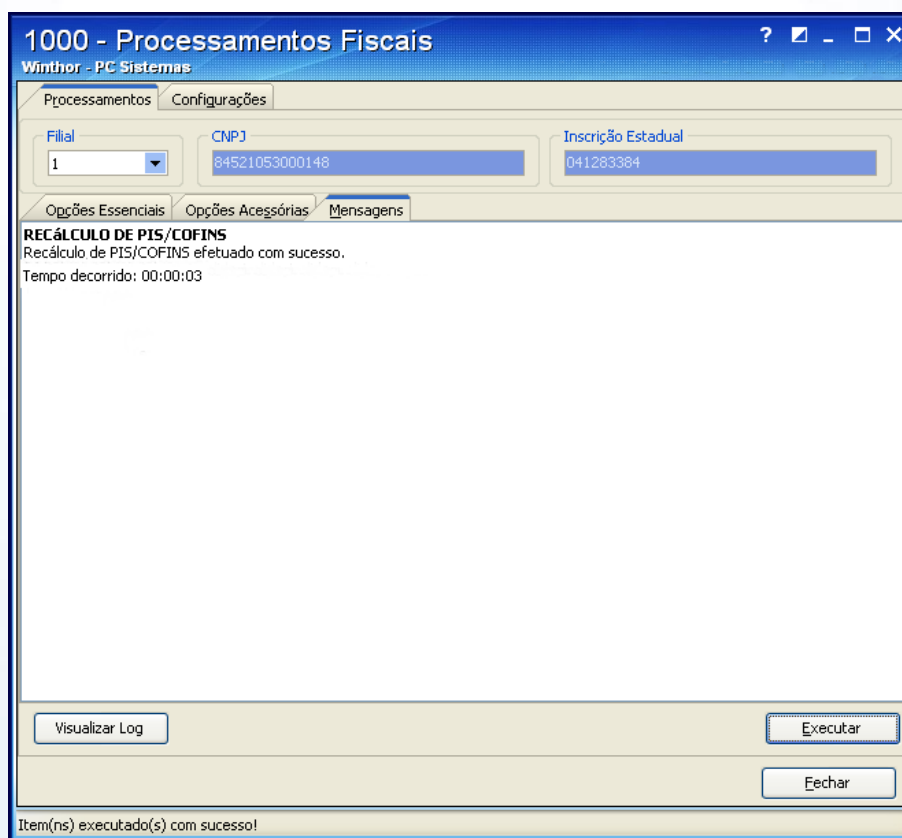 1000 - Processamentos Fiscais
Winthor - PC Sistemas
Processamentos Configurações
Filial CNPJ Inscrição Estadual
1 84521053000148 041283384
Opções Essenciais Opções Acessórias Mensagens
RECáLCULO DE PIS/COFINS
Recálculo de PIS/COFINS efetuado com sucesso.
Tempo decorrido: 00:00:03
Visualizar Log Executar
Fechar
Item(ns) executado(s) com sucesso!